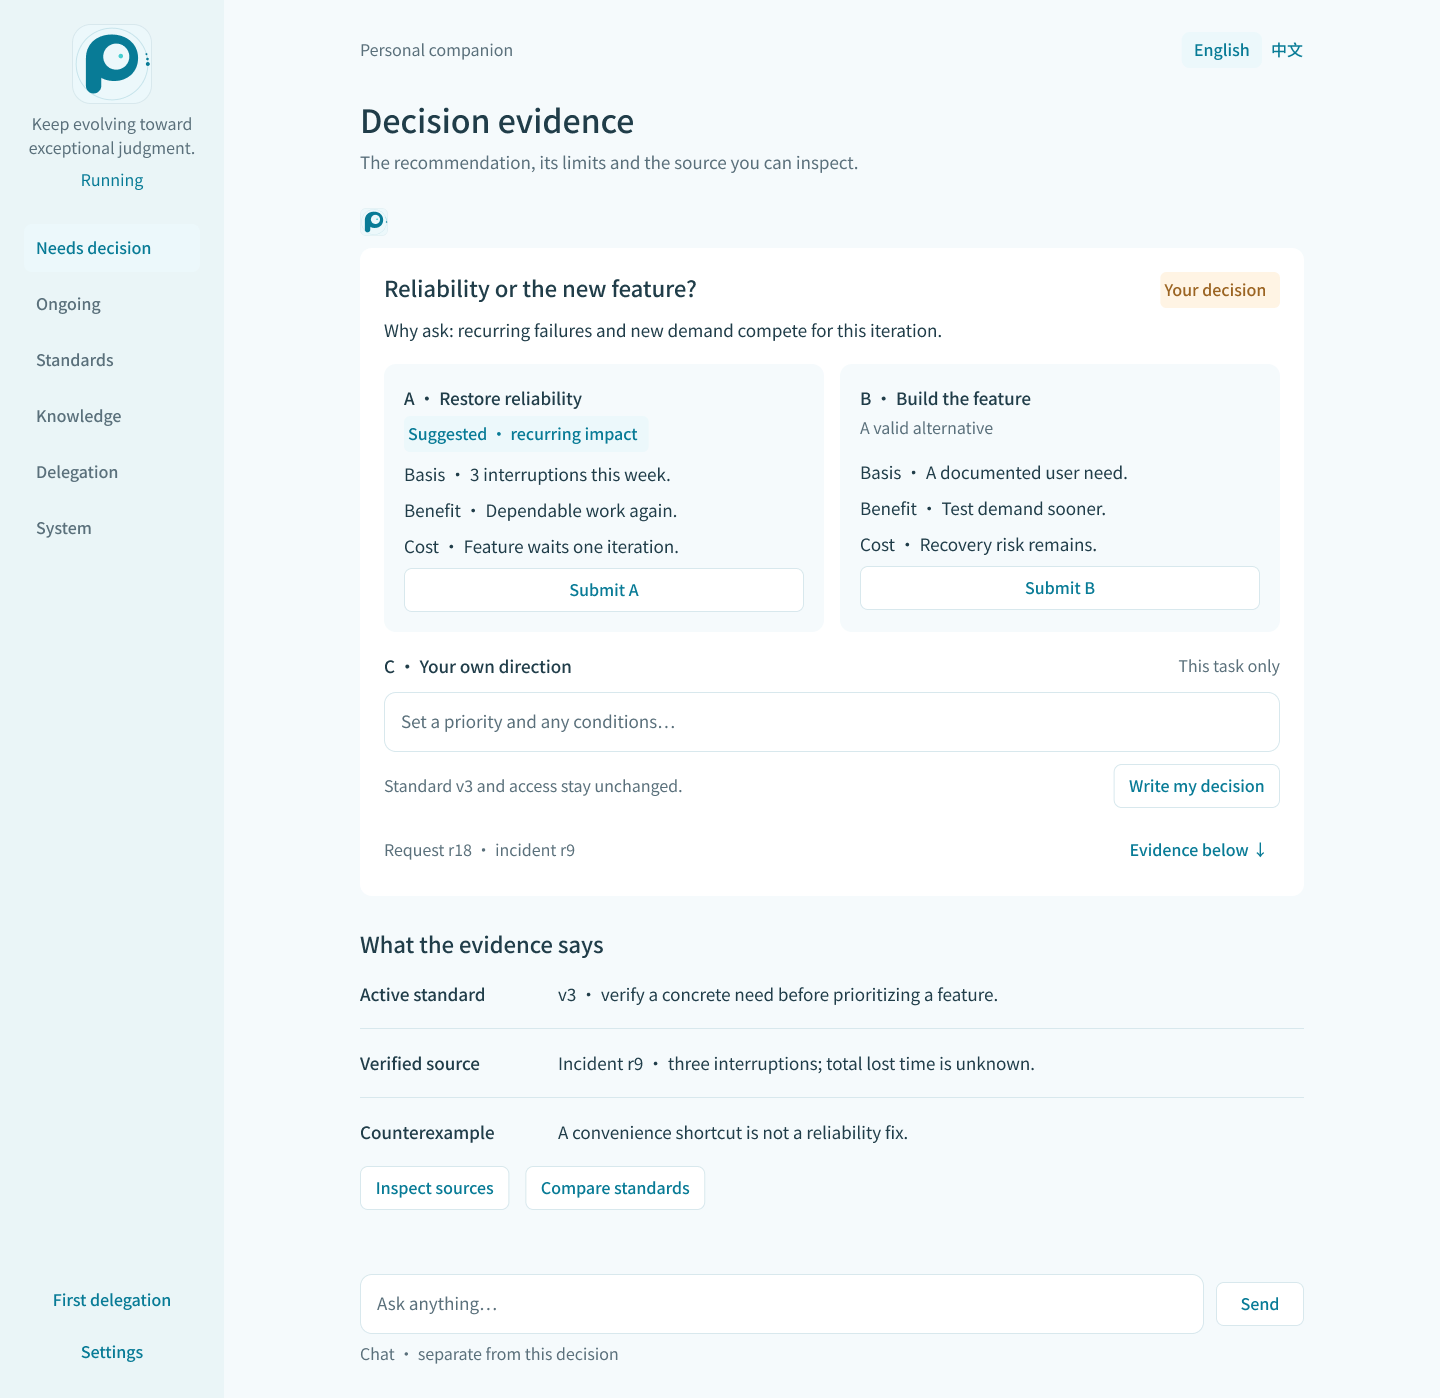 Keep evolving toward
exceptional judgment.
Running
Needs decision
Ongoing
Standards
Knowledge
Delegation
System
First delegation
Settings
Personal companion
English
中文
Decision evidence
The recommendation, its limits and the source you can inspect.
Reliability or the new feature?
Your decision
Why ask: recurring failures and new demand compete for this iteration.
A • Restore reliability
Suggested • recurring impact
Basis • 3 interruptions this week.
Benefit • Dependable work again.
Cost • Feature waits one iteration.
Submit A
B • Build the feature
A valid alternative
Basis • A documented user need.
Benefit • Test demand sooner.
Cost • Recovery risk remains.
Submit B
C • Your own direction
This task only
Set a priority and any conditions…
Standard v3 and access stay unchanged.
Write my decision
Request r18 • incident r9
Evidence below ↓
What the evidence says
Active standard
v3 • verify a concrete need before prioritizing a feature.
Verified source
Incident r9 • three interruptions; total lost time is unknown.
Counterexample
A convenience shortcut is not a reliability fix.
Inspect sources
Compare standards
Ask anything…
Send
Chat • separate from this decision